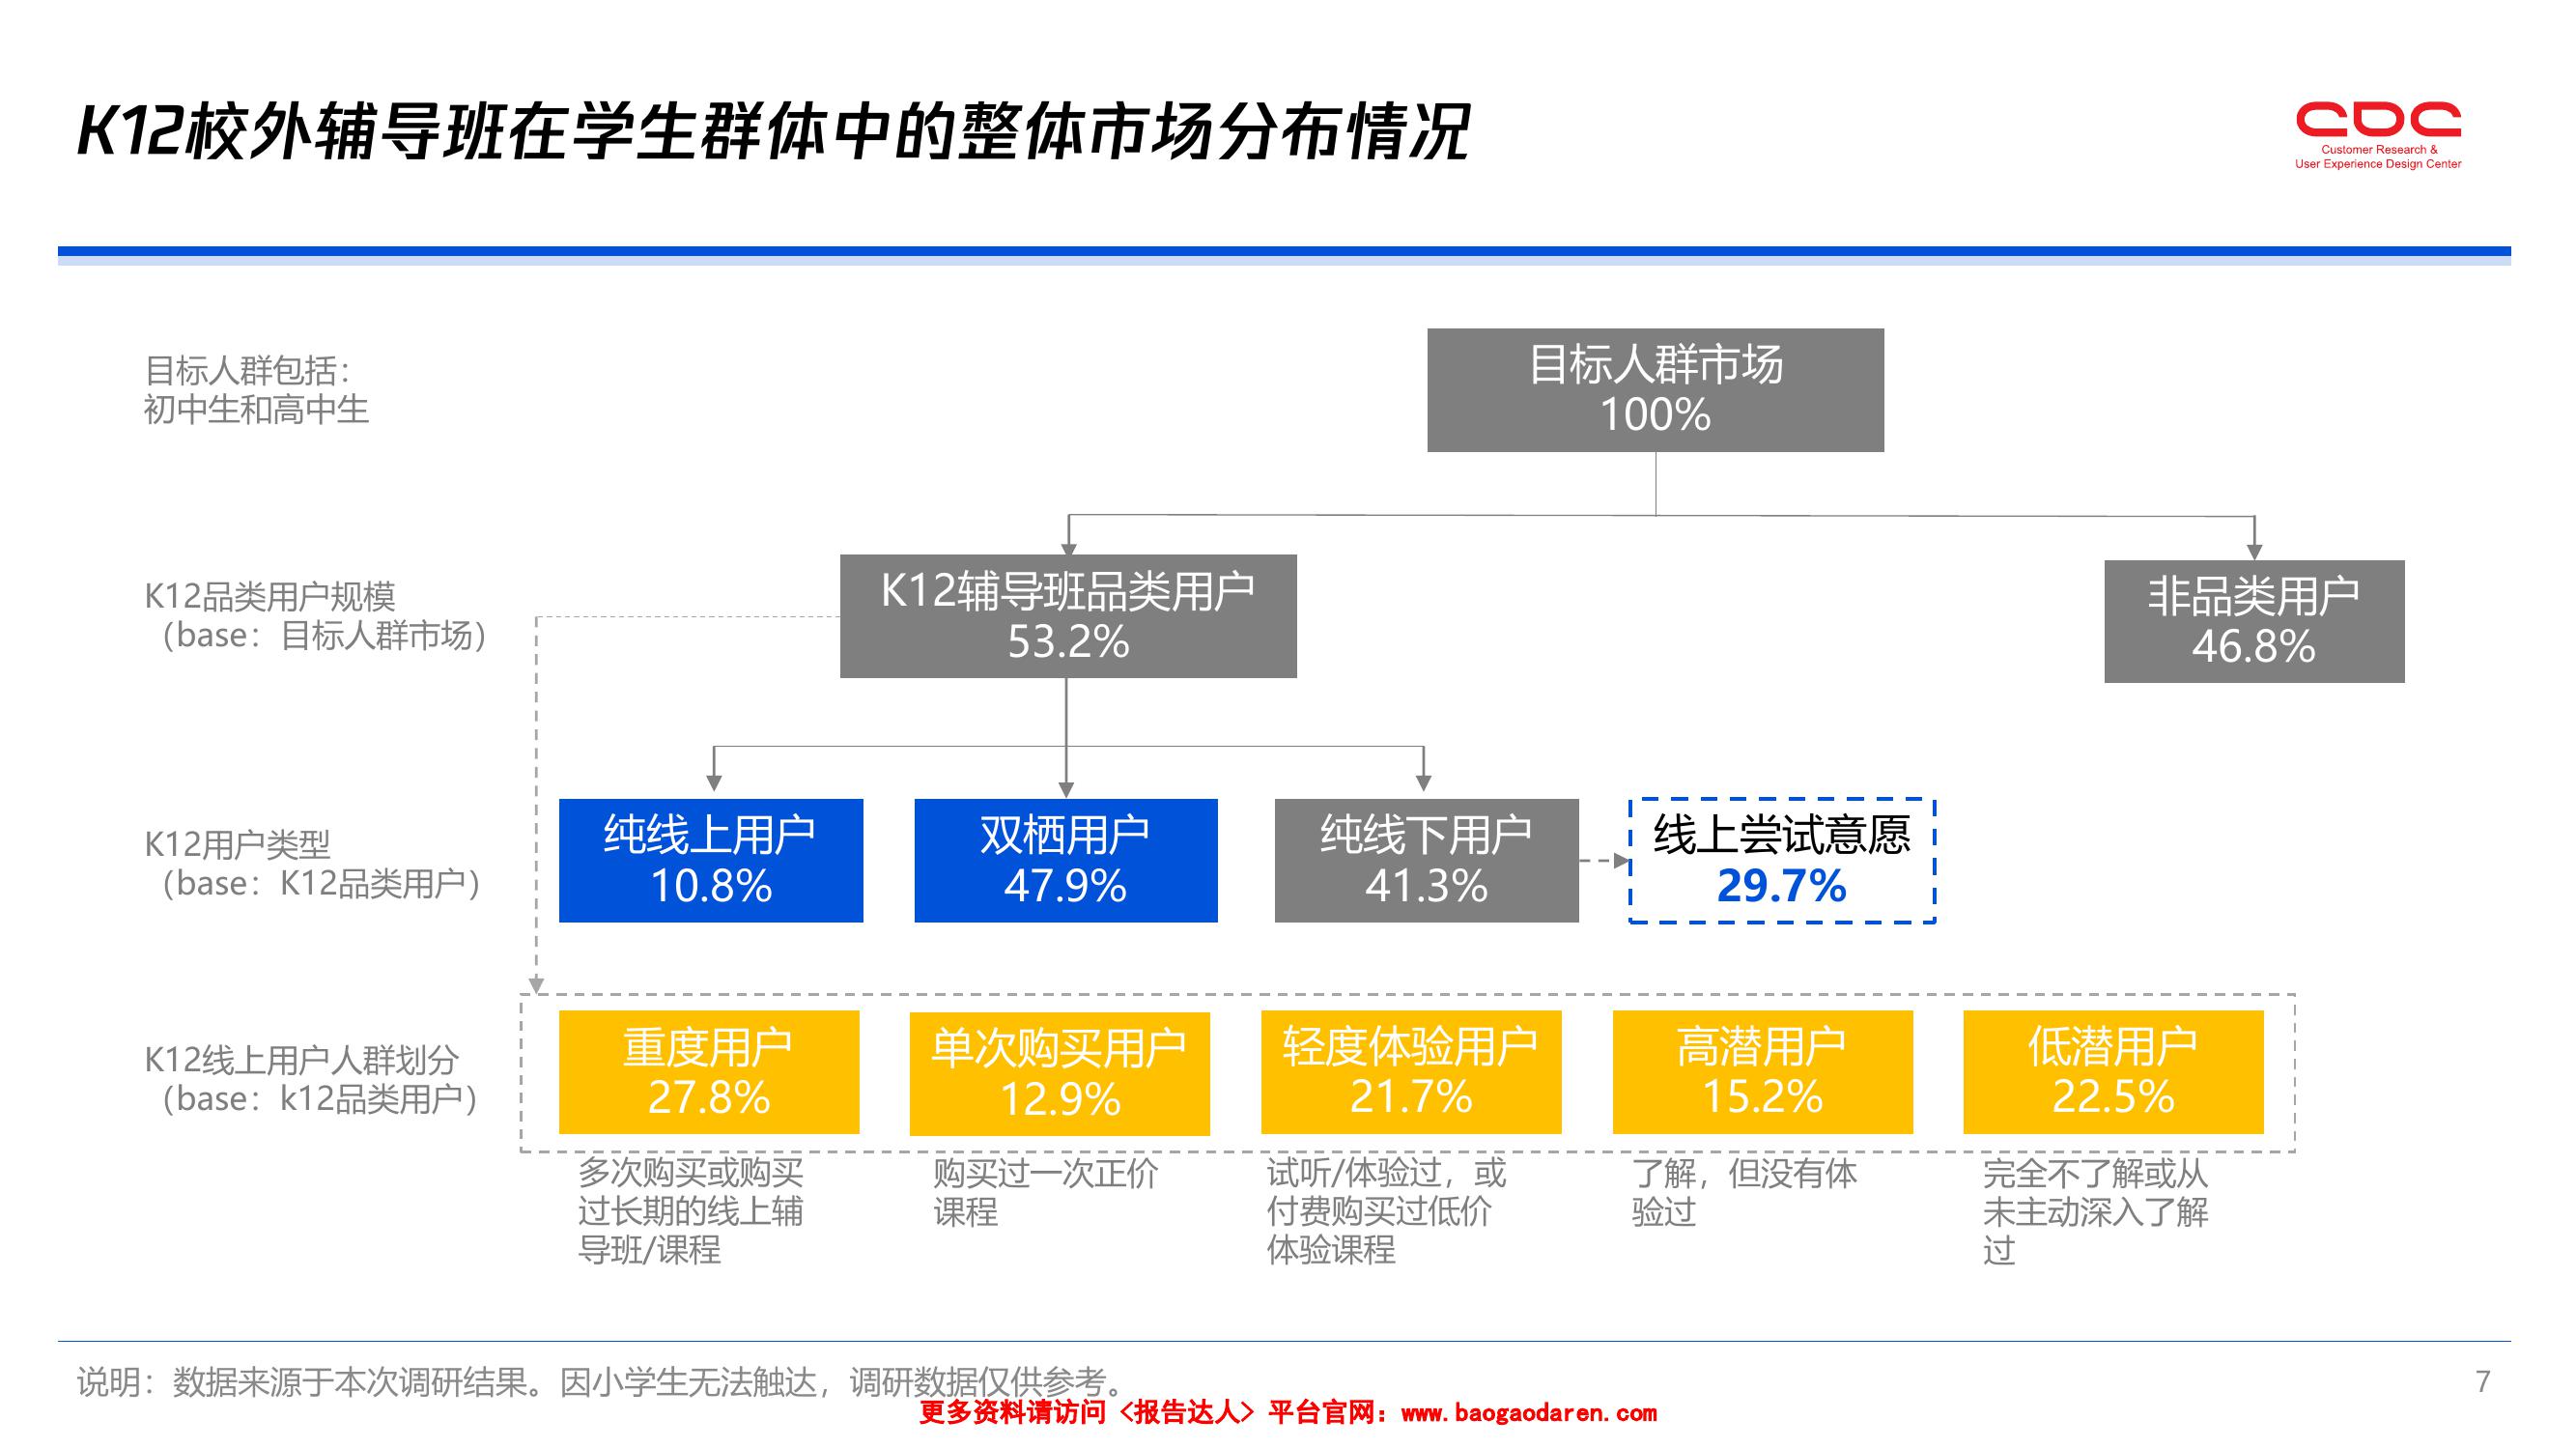 K12校外辅导班在学生群体中的整体市场分布情况
CDC
Customer Research &
User Experience Design Center
目标人群包括：
初中生和高中生
目标人群市场
100%
K12品类用户规模
（base：目标人群市场）
K12辅导班品类用户
53.2%
非品类用户
46.8%
K12用户类型
（base：K12品类用户）
纯线上用户
10.8%
双栖用户
47.9%
纯线下用户
41.3%
线上尝试意愿
29.7%
K12线上用户人群划分
（base：k12品类用户）
重度用户
27.8%
单次购买用户
12.9%
轻度体验用户
21.7%
高潜用户
15.2%
低潜用户
22.5%
多次购买或购买
过长期的线上辅
导班/课程
购买过一次正价
课程
试听/体验过，或
付费购买过低价
体验课程
了解，但没有体
验过
完全不了解或从
未主动深入了解
过
说明：数据来源于本次调研结果。因小学生无法触达，调研数据仅供参考。
7
更多资料请访问〈报告达人〉平台官网：www.baogaodaren.com